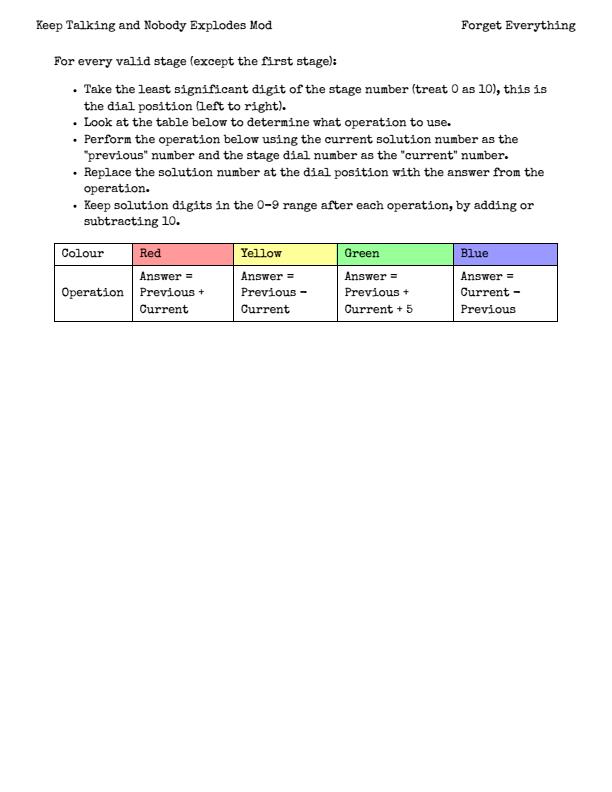 Keep Talking and Nobody Explodes Mod Forget Everything
For every valid stage (except the first stage):
• Take the least significant digit of the stage number (treat 0 as 10), this is
the dial position (left to right).
• Look at the table below to determine what operation to use.
• Perform the operation below using the current solution number as the
"previous" number and the stage dial number as the "current" number.
• Replace the solution number at the dial position with the answer from the
operation.
• Keep solution digits in the 0-9 range after each operation, by adding or
subtracting 10.
Colour Red Yellow Green Blue
Answer = Answer = Answer = Answer =
Operation Previous + Previous - Previous + Current -
Current Current Current + 5 Previous